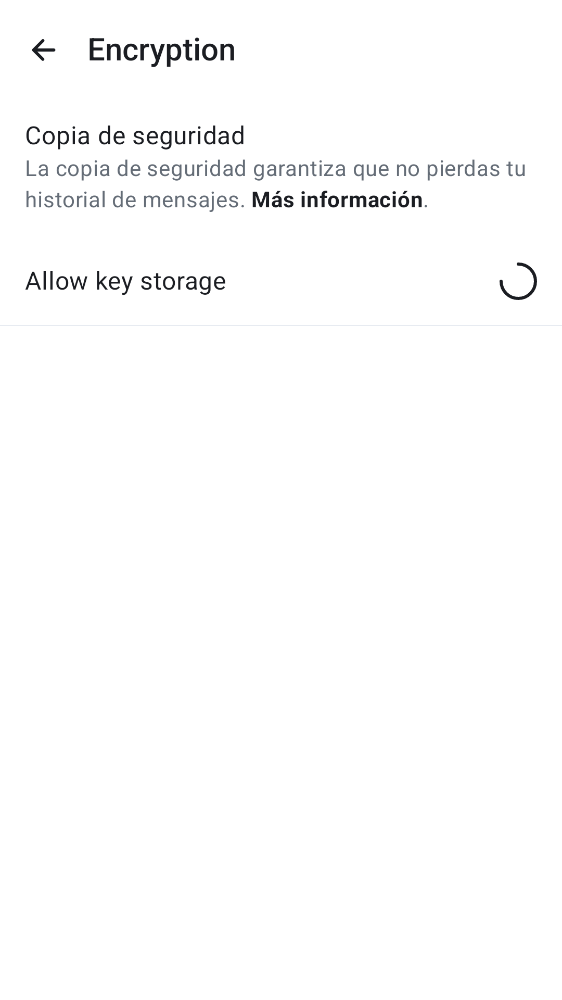 Encryption
Copia de seguridad
La copia de seguridad garantiza que no pierdas tu
historial de mensajes. Más información.
Allow key storage